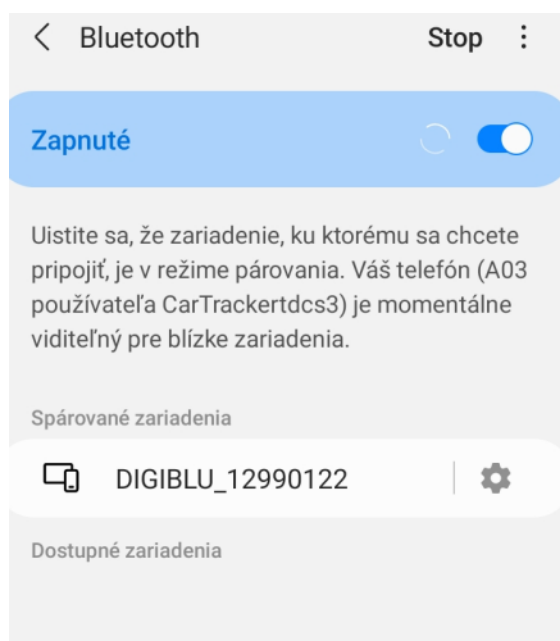 Bluetooth Stop
Zapnuté
Uistite sa, že zariadenie, ku ktorému sa chcete
pripojiť, je v režime párovania. Váš telefón (A03
používateľa CarTrackertdcs3) je momentálne
viditeľný pre blízke zariadenia.
Spárované zariadenia
DIGIBLU_12990122
Dostupné zariadenia